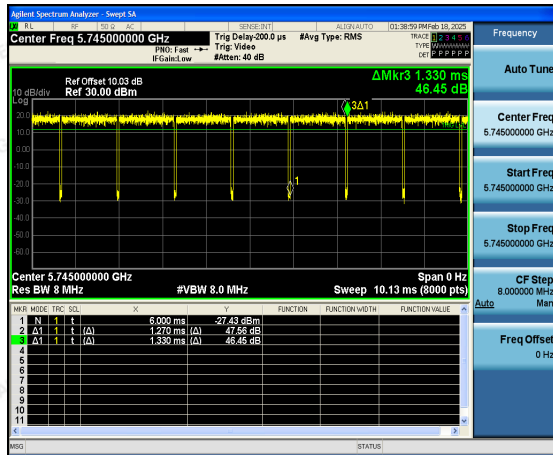 Agilent Spectrum Analyzer - Swept SA
RL RF 50 Ω AC SENSE:INT ALIGN AUTO 01:38:59 PM Feb 18, 2025
Center Freq 5.745000000 GHz
PNO: Fast
IFGain:Low
Trig Delay-200.0 µs
Trig: Video
#Atten: 40 dB
#Avg Type: RMS
TRACE 1 2 3 4 5 6
TYPE WWWWWW
DET P P P P P P
Ref Offset 10.03 dB
10 dB/div Ref 30.00 dBm
Log
ΔMkr3 1.330 ms
46.45 dB
3Δ1
20.0
10.0
0.00
-10.0
-20.0
1
-30.0
-40.0
-50.0
-60.0
Center 5.745000000 GHz Span 0 Hz
Res BW 8 MHz #VBW 8.0 MHz Sweep 10.13 ms (8000 pts)
MKR MODE TRC SCL X Y FUNCTION FUNCTION WIDTH FUNCTION VALUE
1 N 1 t 6.000 ms -27.43 dBm
2 Δ1 1 t (Δ) 1.270 ms (Δ) 47.56 dB
3 Δ1 1 t (Δ) 1.330 ms (Δ) 46.45 dB
4
5
6
7
8
9
10
11
MSG STATUS
Frequency
Auto Tune
Center Freq
5.745000000 GHz
Start Freq
5.745000000 GHz
Stop Freq
5.745000000 GHz
CF Step
8.000000 MHz
Auto Man
Freq Offset
0 Hz